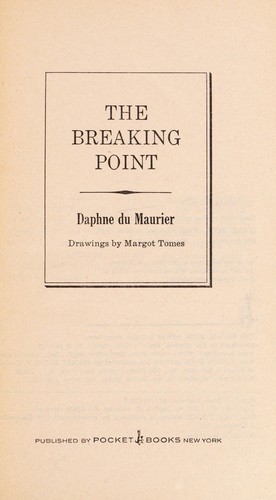 THE
BREAKING
POINT
Daphne du Maurier
Drawings by Margot Tomes
PUBLISHED BY POCKET BOOKS NEW YORK